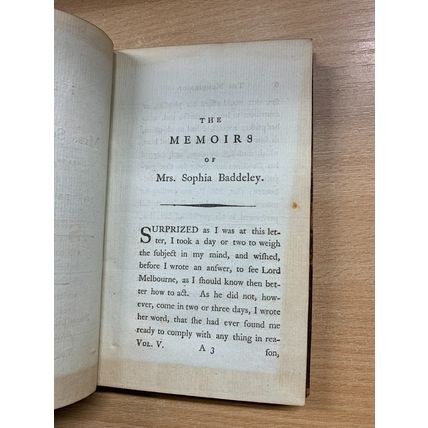 THE
MEMOIRS
OF
Mrs. Sophia Baddeley.
SURPRIZED as I was at this let-
ter, I took a day or two to weigh
the ſubject in my mind, and wiſhed,
before I wrote an anſwer, to ſee Lord
Melbourne, as I ſhould know then bet-
ter how to act. As he did not, how-
ever, come in two or three days, I wrote
her word, that ſhe had ever found me
ready to comply with any thing in rea-
VOL. V. A 3 ſon,